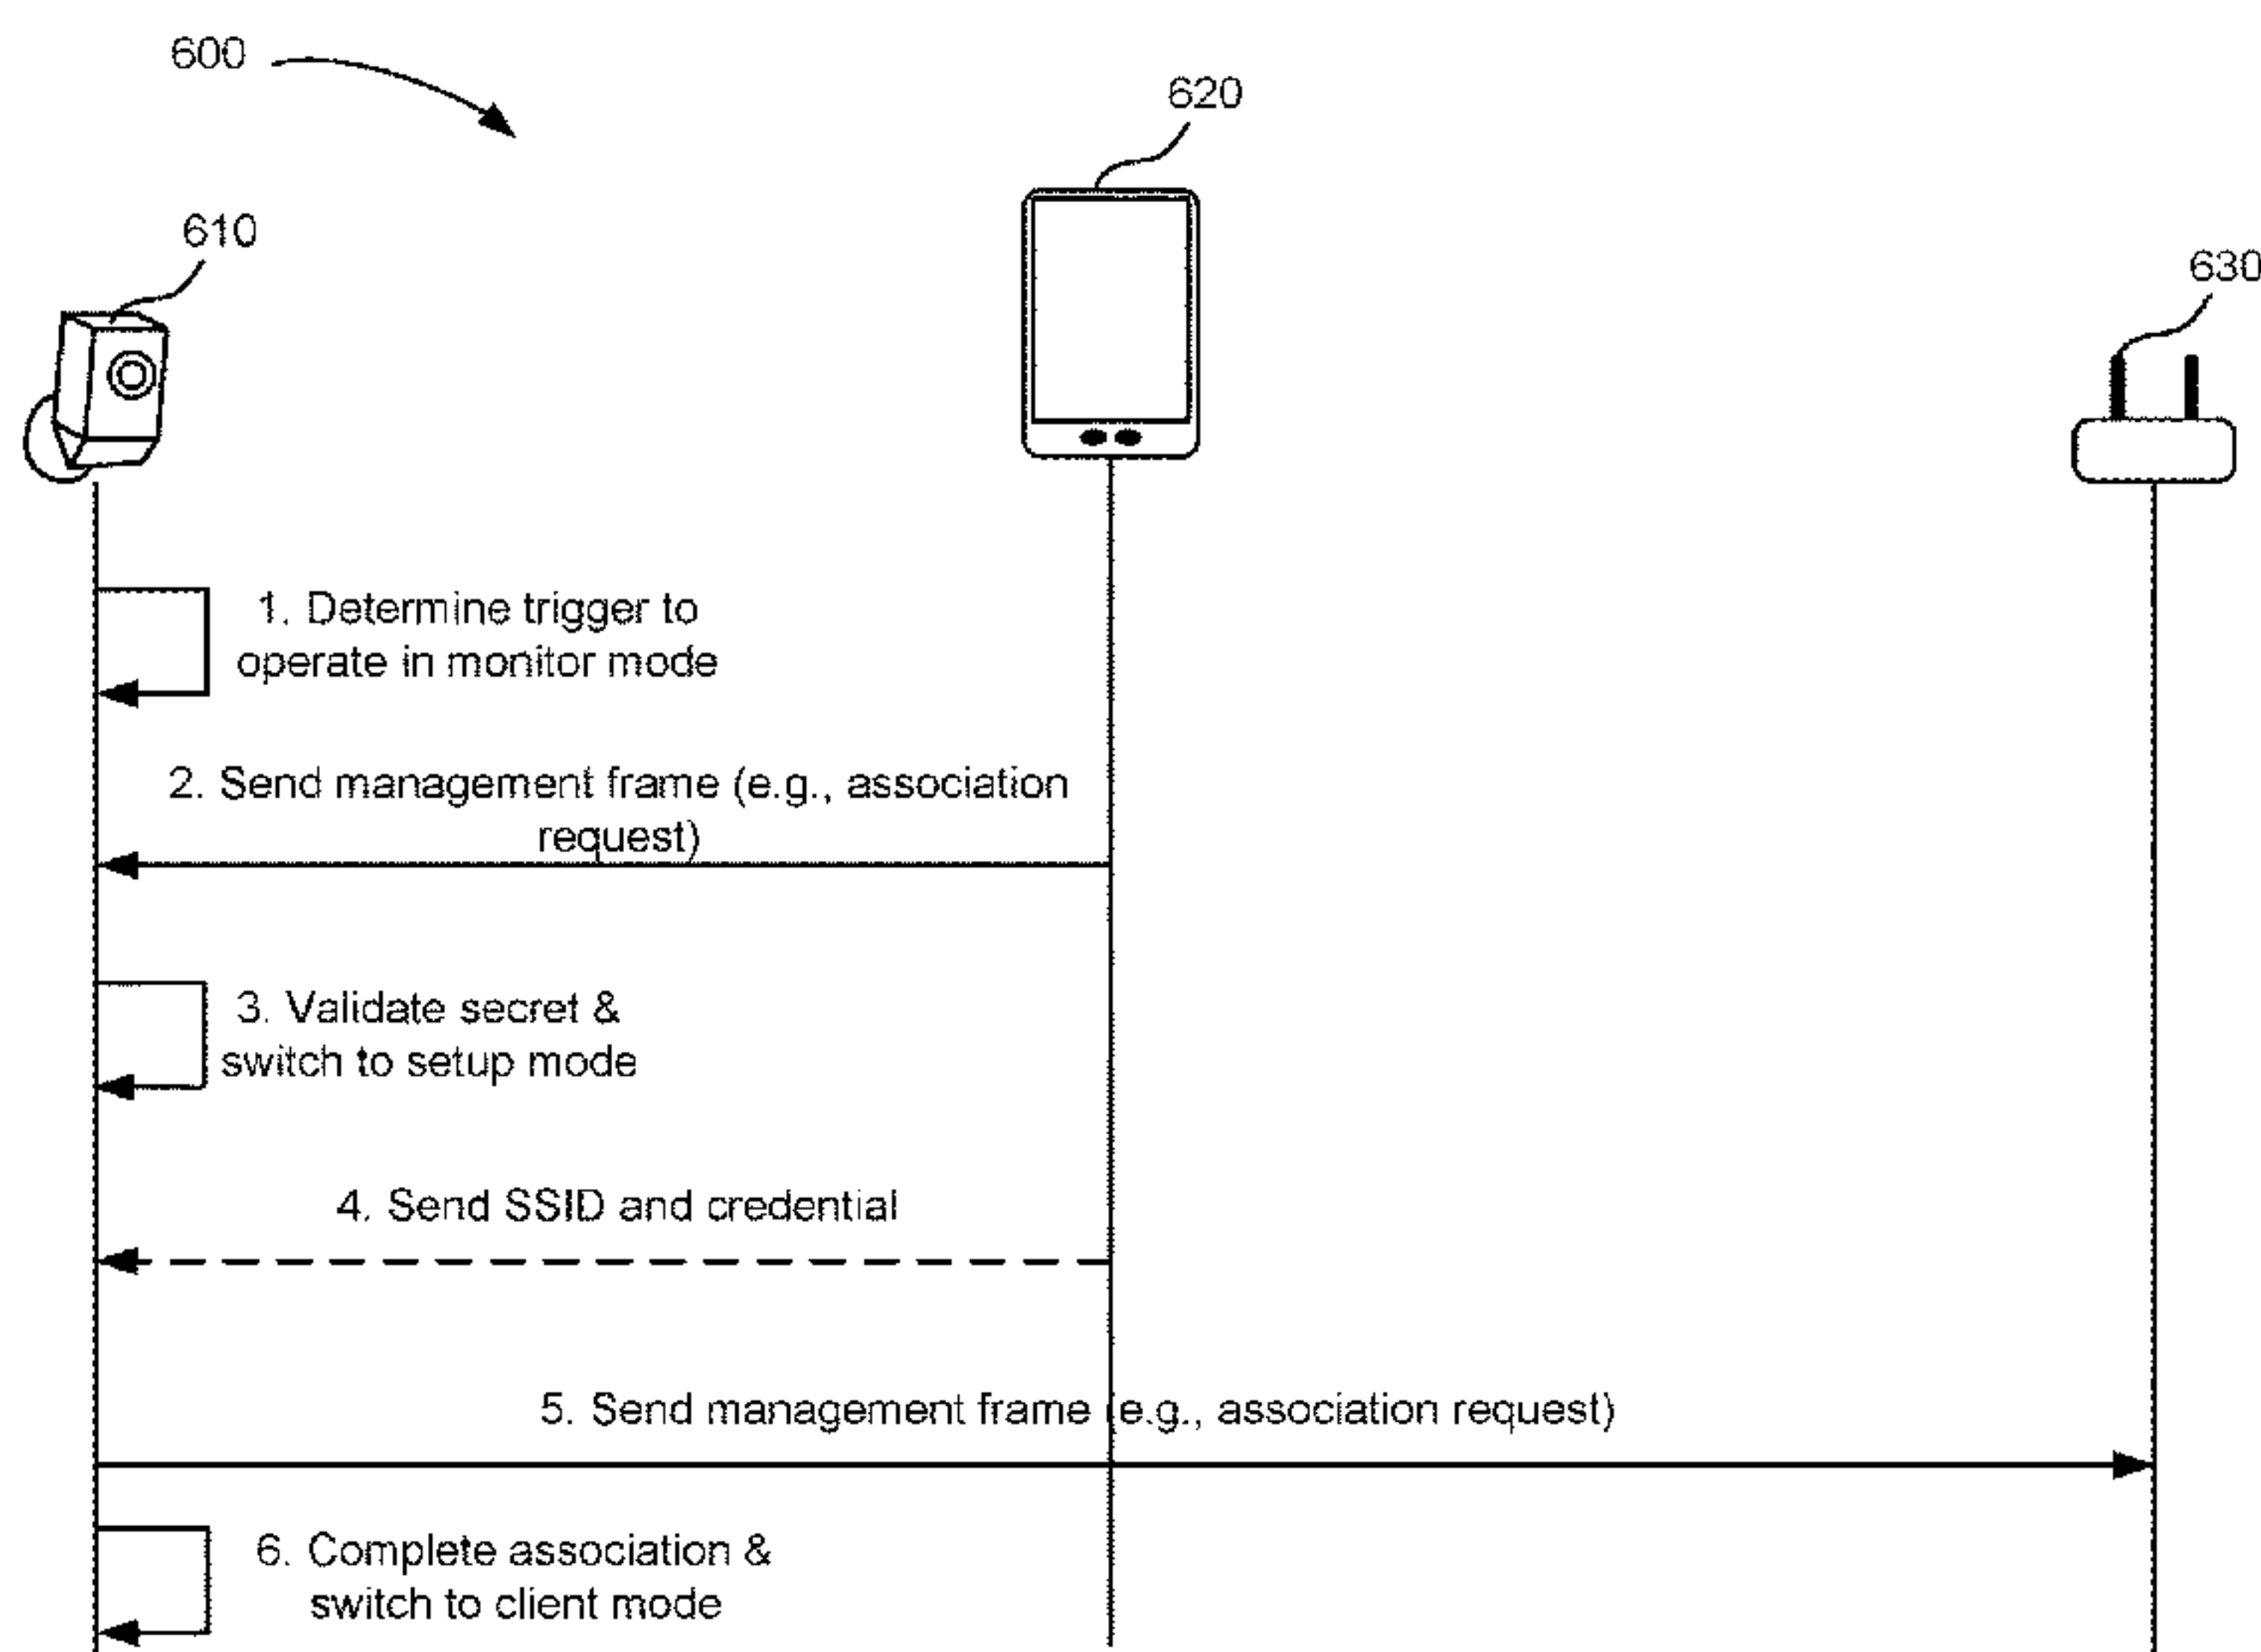 600
620
610
630
1. Determine trigger to
operate in monitor mode
2. Send management frame (e.g., association
request)
3. Validate secret &
switch to setup mode
4. Send SSID and credential
5. Send management frame (e.g., association request)
6. Complete association &
switch to client mode